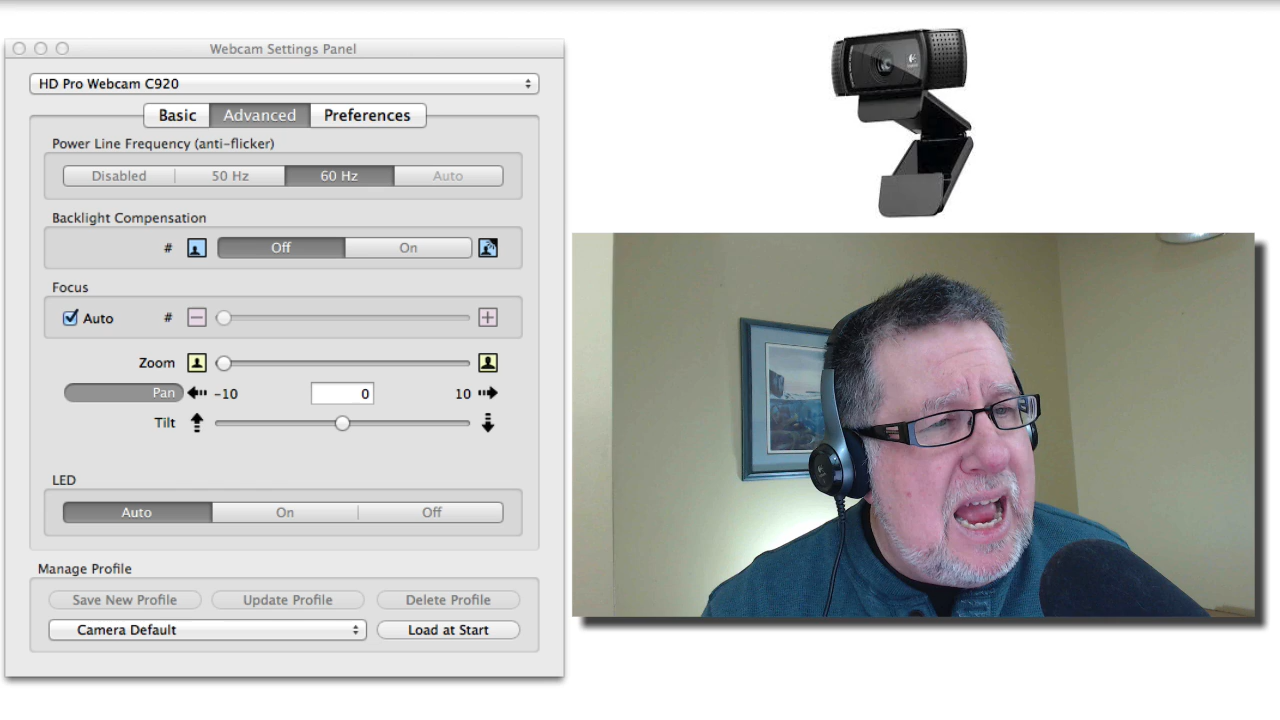 Webcam Settings Panel
HD Pro Webcam C920
Basic Advanced Preferences
Power Line Frequency (anti-flicker)
Disabled 50 Hz 60 Hz Auto
Backlight Compensation
# Off On
Focus
Auto #
Zoom
Pan -10 0 10
Tilt
LED
Auto On Off
Manage Profile
Save New Profile Update Profile Delete Profile
Camera Default Load at Start